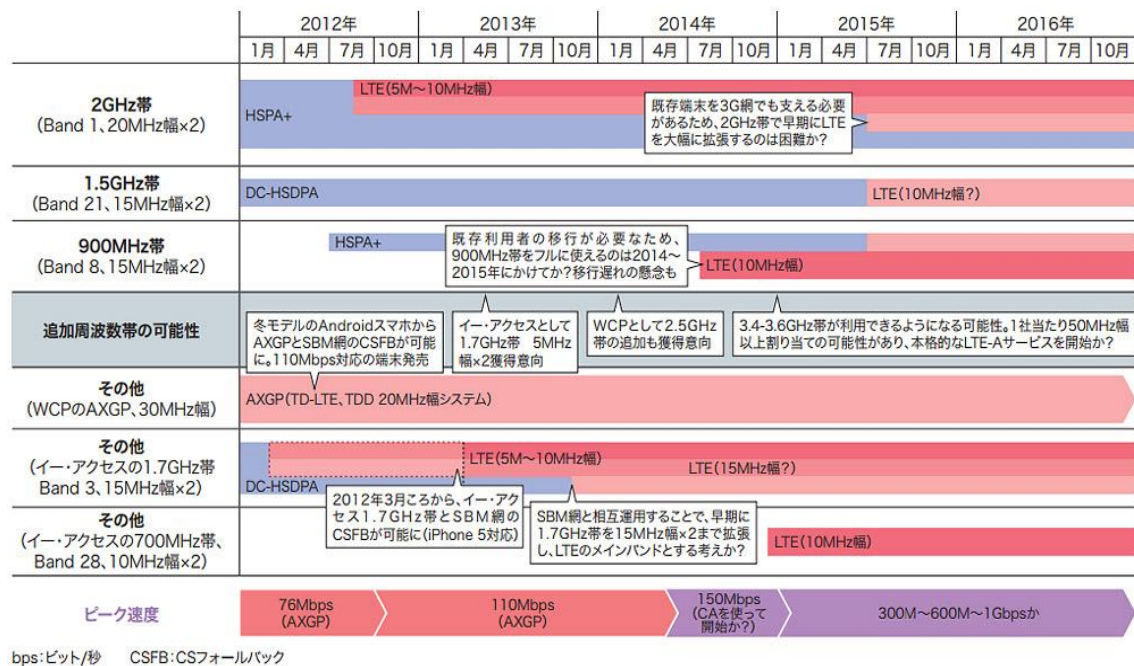 2012年 2013年 2014年 2015年 2016年
1月 4月 7月 10月 1月 4月 7月 10月 1月 4月 7月 10月 1月 4月 7月 10月 1月 4月 7月 10月
2GHz帯
(Band 1、20MHz幅×2)
HSPA+
LTE(5M〜10MHz幅)
既存端末を3G網でも支える必要
があるため、2GHz帯で早期にLTE
を大幅に拡張するのは困難か?
1.5GHz帯
(Band 21、15MHz幅×2)
DC-HSDPA
LTE(10MHz幅?)
900MHz帯
(Band 8、15MHz幅×2)
HSPA+
既存利用者の移行が必要なため、
900MHz帯をフルに使えるのは2014〜
2015年にかけてか?移行遅れの懸念も
LTE(10MHz幅)
追加周波数帯の可能性
冬モデルのAndroidスマホから
AXGPとSBM網のCSFBが可能
に。110Mbps対応の端末発売
イー・アクセスとして
1.7GHz帯 5MHz
幅×2獲得意向
WCPとして2.5GHz
帯の追加も獲得意向
3.4-3.6GHz帯が利用できるようになる可能性。1社当たり50MHz幅
以上割り当ての可能性があり、本格的なLTE-Aサービスを開始か?
その他
(WCPのAXGP、30MHz幅)
AXGP(TD-LTE、TDD 20MHz幅システム)
その他
(イー・アクセスの1.7GHz帯
Band 3、15MHz幅×2)
DC-HSDPA
LTE(5M〜10MHz幅)
LTE(15MHz幅?)
2012年3月ころから、イー・アク
セス1.7GHz帯とSBM網の
CSFBが可能に(iPhone 5対応)
SBM網と相互運用することで、早期に
1.7GHz帯を15MHz幅×2まで拡張
し、LTEのメインバンドとする考えか?
その他
(イー・アクセスの700MHz帯、
Band 28、10MHz幅×2)
LTE(10MHz幅)
ピーク速度
76Mbps
(AXGP)
110Mbps
(AXGP)
150Mbps
(CAを使って
開始か?)
300M〜600M〜1Gbpsか
bps:ビット/秒 CSFB:CSフォールバック